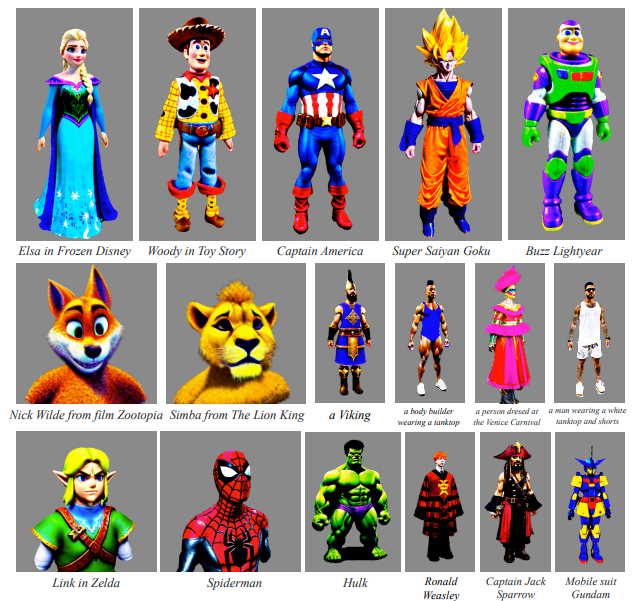 Elsa in Frozen Disney
Woody in Toy Story
Captain America
Super Saiyan Goku
Buzz Lightyear
Nick Wilde from film Zootopia
Simba from The Lion King
a Viking
a body builder
wearing a tanktop
a person dresed at
the Venice Carnival
a man wearing a white
tanktop and shorts
Link in Zelda
Spiderman
Hulk
Ronald
Weasley
Captain Jack
Sparrow
Mobile suit
Gundam